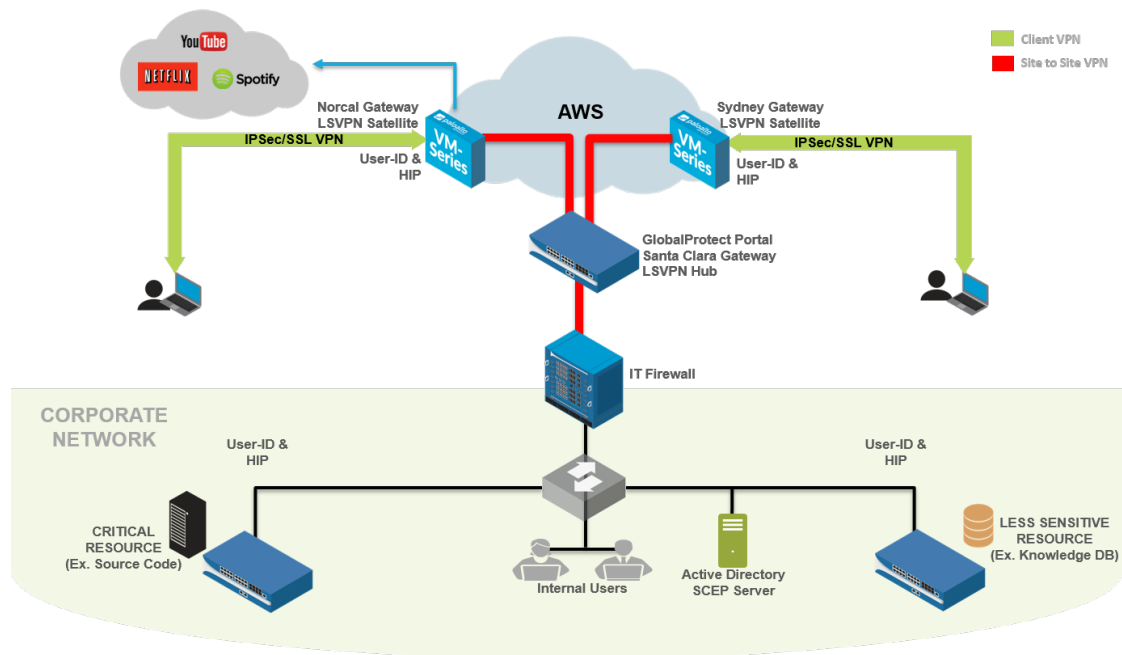 YouTube
NETFLIX
Spotify
Client VPN
Site to Site VPN
Norcal Gateway
LSVPN Satellite
AWS
Sydney Gateway
LSVPN Satellite
IPSec/SSL VPN
paloalto
VM-
Series
paloalto
VM-
Series
IPSec/SSL VPN
User-ID &
HIP
User-ID &
HIP
GlobalProtect Portal
Santa Clara Gateway
LSVPN Hub
IT Firewall
CORPORATE
NETWORK
User-ID &
HIP
User-ID &
HIP
CRITICAL
RESOURCE
(Ex. Source Code)
Internal Users
Active Directory
SCEP Server
LESS SENSITIVE
RESOURCE
(Ex. Knowledge DB)